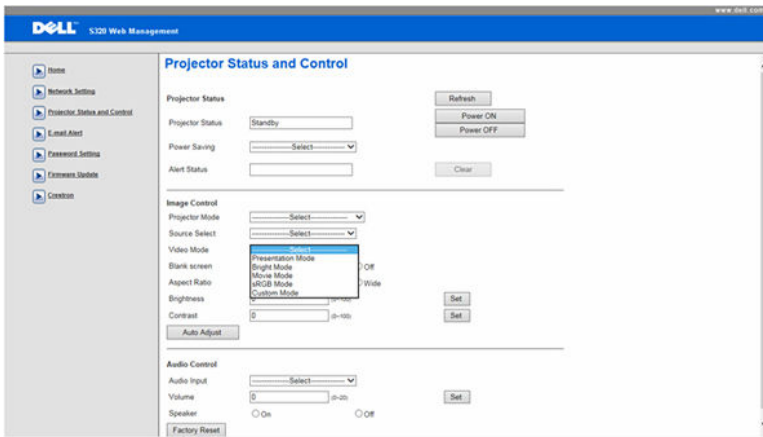 www.dell.com
DELL™ S320 Web Management
Home
Network Setting
Projector Status and Control
E-mail Alert
Password Setting
Firmware Update
Crestron
Projector Status and Control
Projector Status Refresh
Power ON
Projector Status Standby
Power OFF
Power Saving ---------------Select---------------
Alert Status Clear
Image Control
Projector Mode ---------------Select---------------
Source Select ---------------Select---------------
Video Mode ---------------Select---------------
Presentation Mode
Bright Mode
Movie Mode
sRGB Mode
Custom Mode
Blank screen Off
Aspect Ratio Wide
Brightness 0 (0~100) Set
Contrast 0 (0~100) Set
Auto Adjust
Audio Control
Audio Input ---------------Select---------------
Volume 0 (0~20) Set
Speaker On Off
Factory Reset